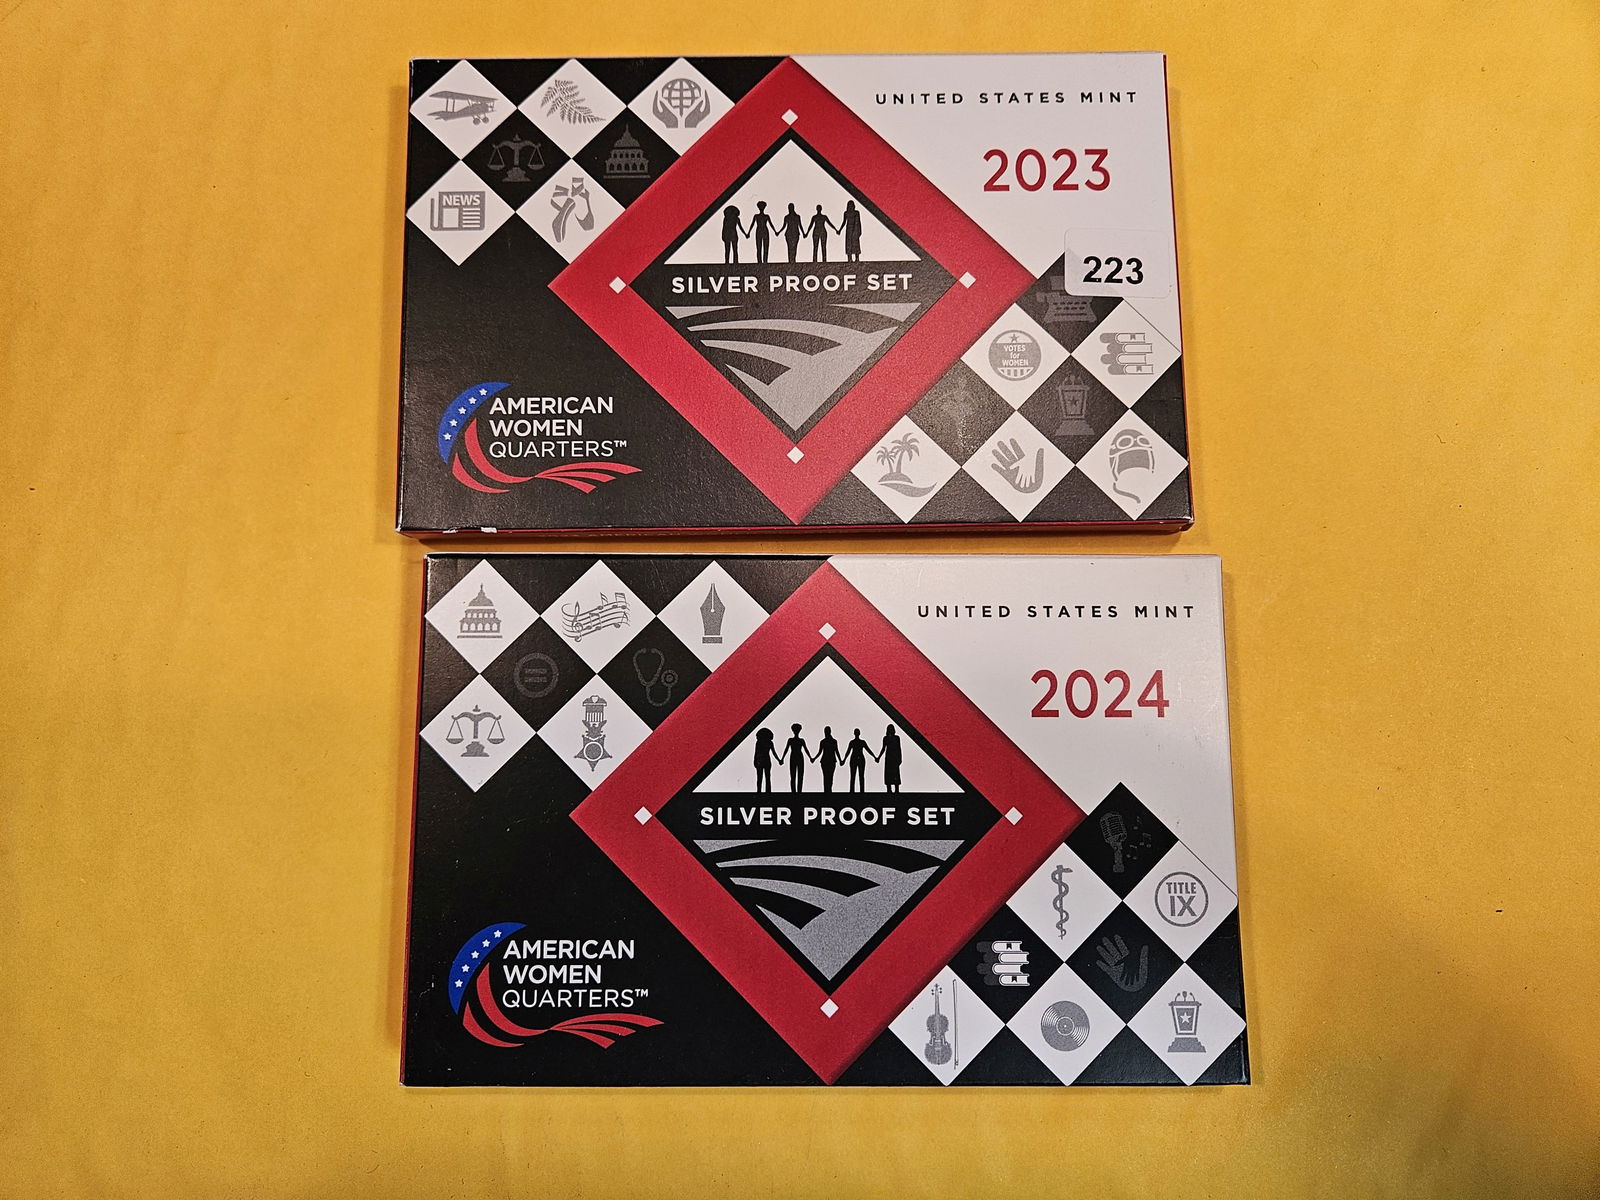 UNITED STATES MINT
2023
223
NEWS
SILVER PROOF SET
VOTES
for
WOMEN
AMERICAN
WOMEN
QUARTERS™
UNITED STATES MINT
2024
SILVER PROOF SET
TITLE
IX
AMERICAN
WOMEN
QUARTERS™